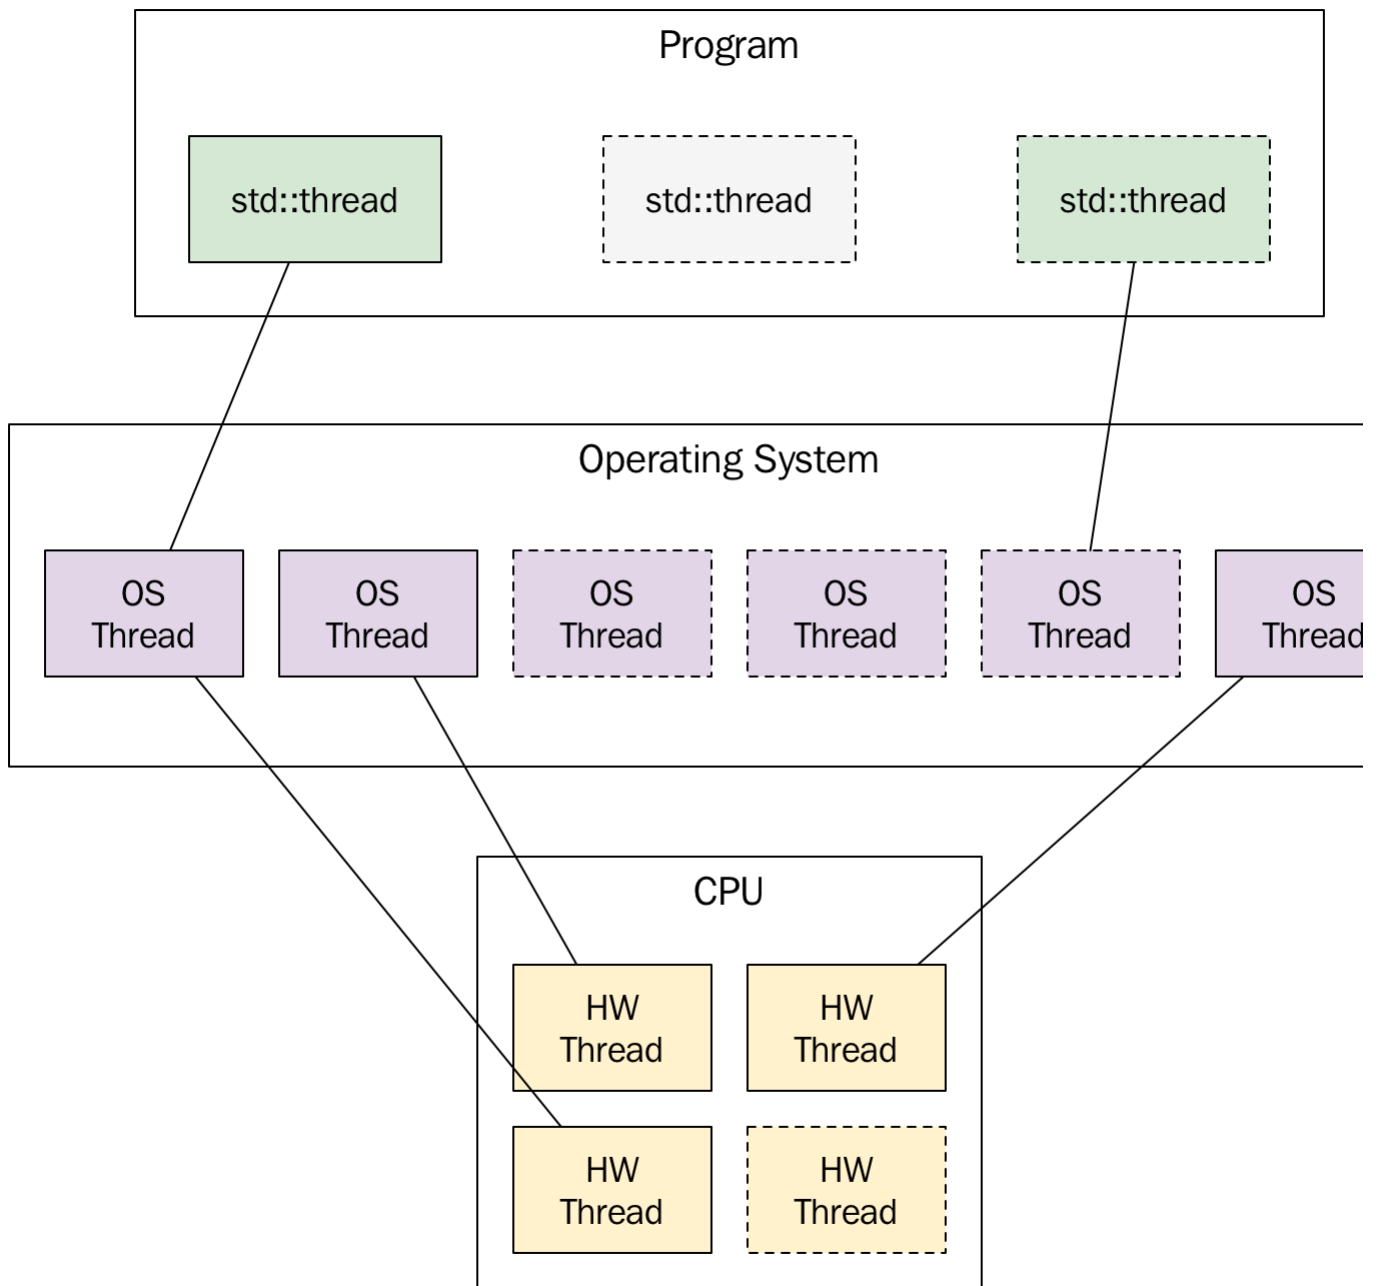 Program
std::thread
std::thread
std::thread
Operating System
OS
Thread
OS
Thread
OS
Thread
OS
Thread
OS
Thread
OS
Thread
CPU
HW
Thread
HW
Thread
HW
Thread
HW
Thread